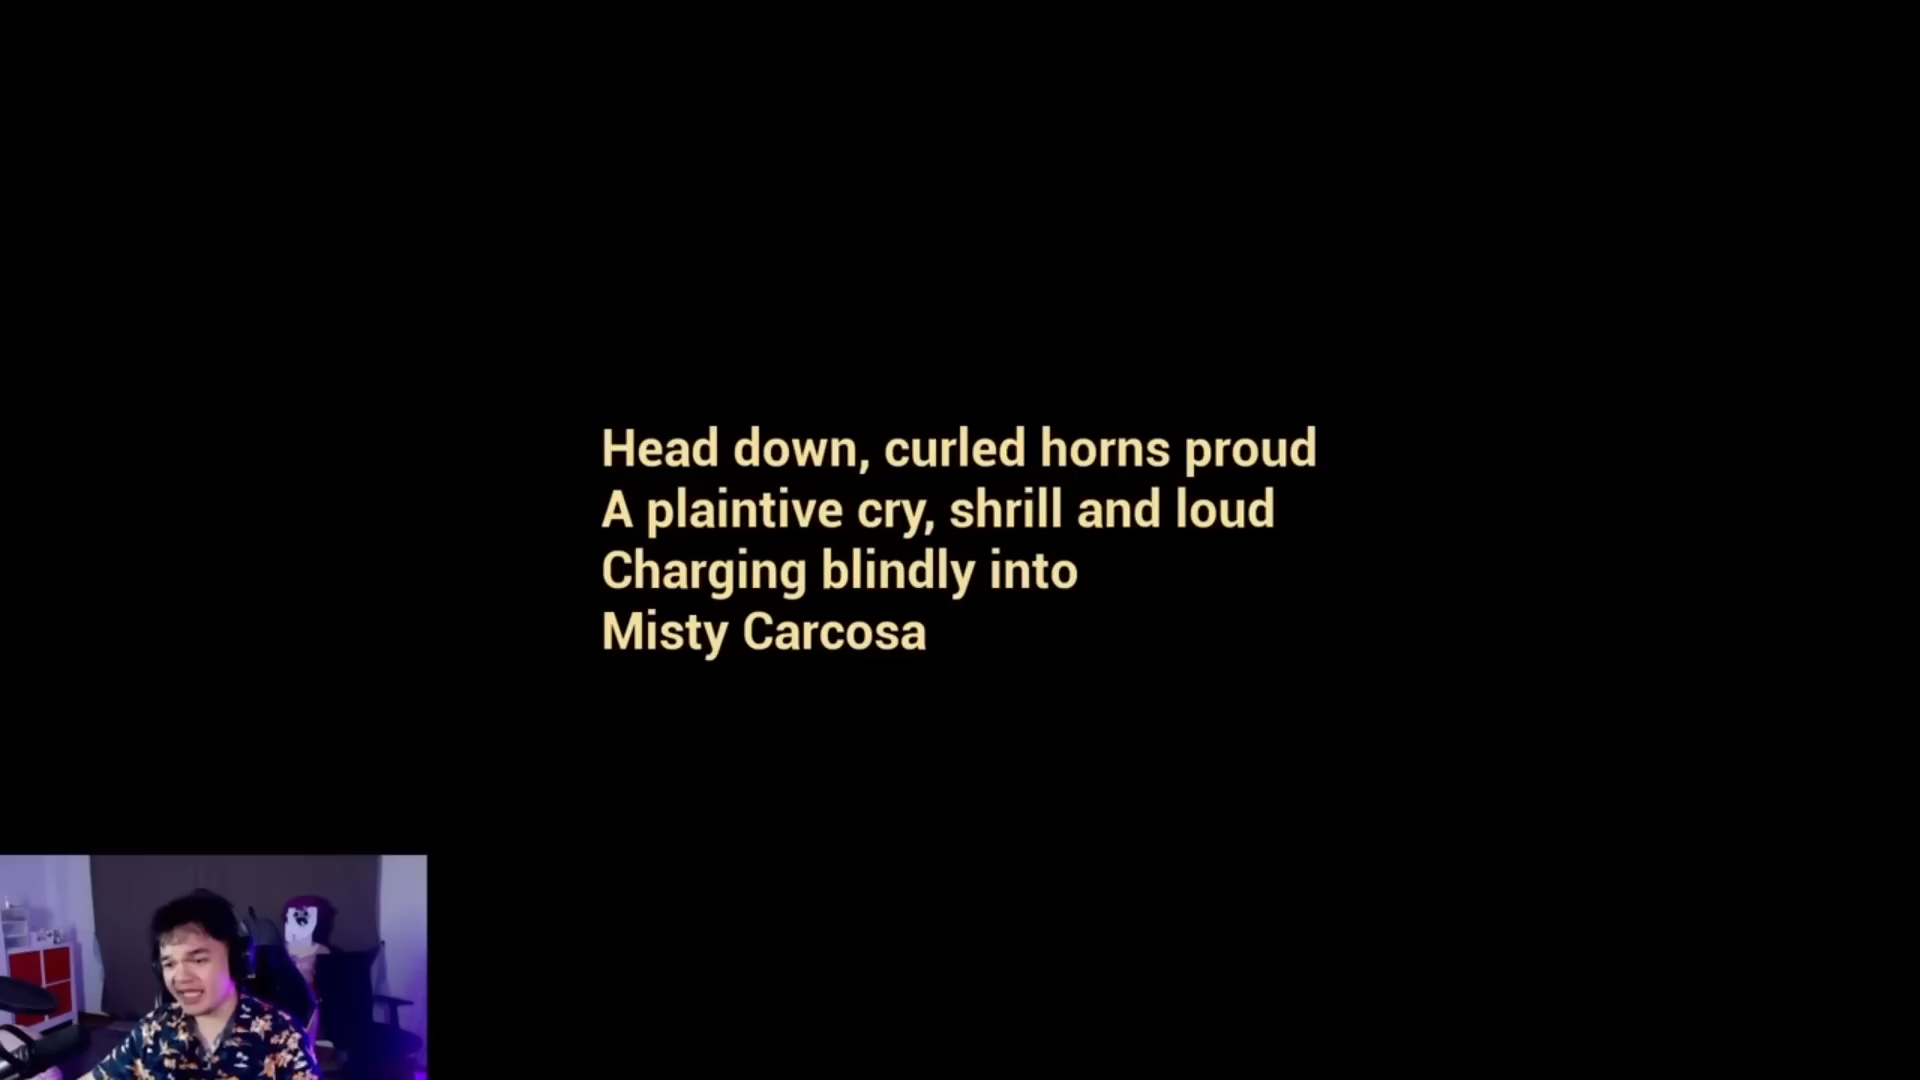 Head down, curled horns proud
A plaintive cry, shrill and loud
Charging blindly into
Misty Carcosa